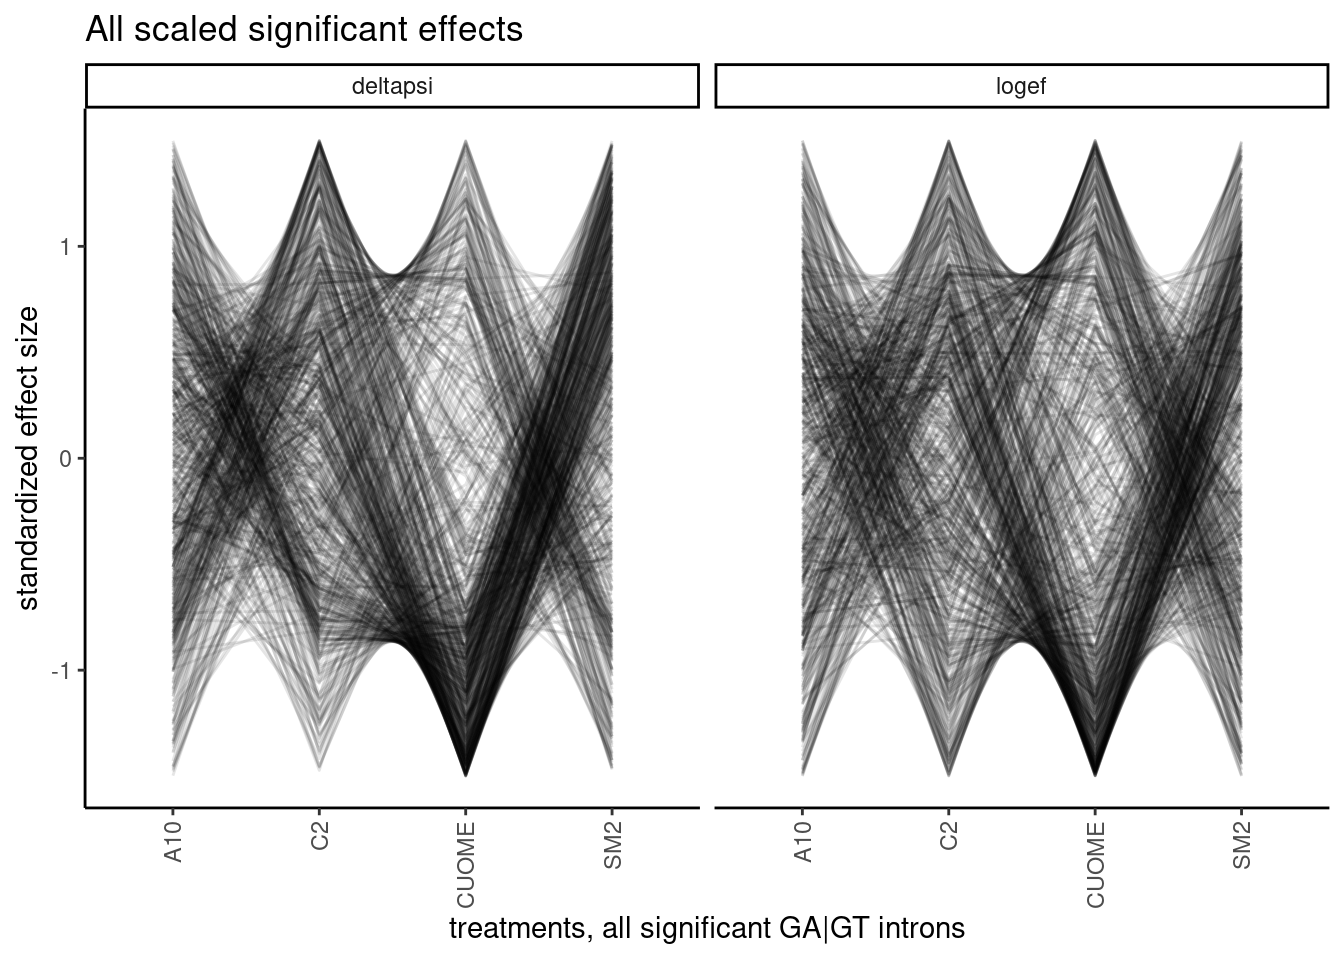 All scaled significant effects
deltapsi
logef
standardized effect size
1
0
-1
A10
C2
CUOME
SM2
A10
C2
CUOME
SM2
treatments, all significant GA|GT introns